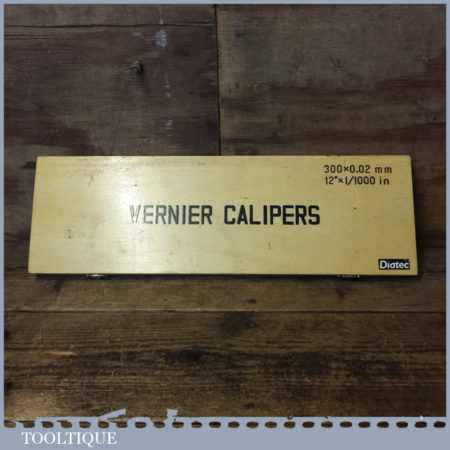 300×0.02 mm
12"×1/1000 in
VERNIER CALIPERS
Diatec
TOOLTIQUE